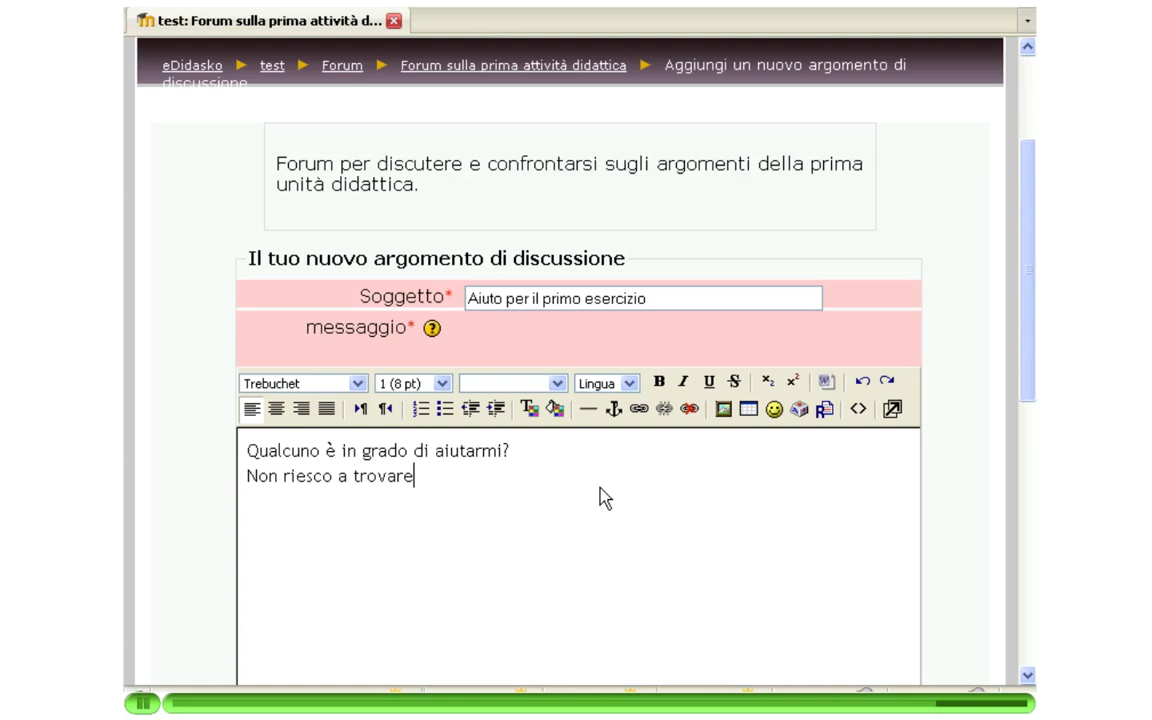 test: Forum sulla prima attività d...
eDidasko ► test ► Forum ► Forum sulla prima attività didattica ► Aggiungi un nuovo argomento di
discussione
Forum per discutere e confrontarsi sugli argomenti della prima
unità didattica.
Il tuo nuovo argomento di discussione
Soggetto* Aiuto per il primo esercizio
messaggio* ?
Trebuchet 1 (8 pt) Lingua B I U S x₂ x²
Qualcuno è in grado di aiutarmi?
Non riesco a trovare